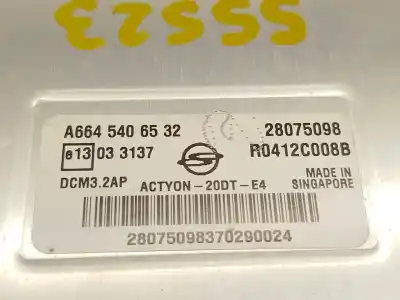 55523
A664 540 65 32
28075098
e13 03 3137
R0412C008B
DCM3.2AP
ACTYON-20DT-E4
MADE IN
SINGAPORE
28075098370290024